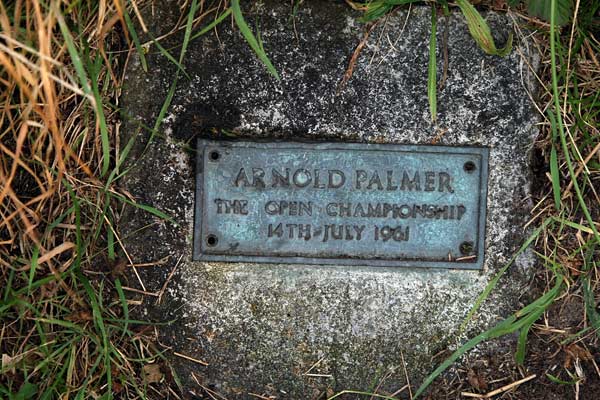 ARNOLD PALMER
THE OPEN CHAMPIONSHIP
14TH JULY 1961